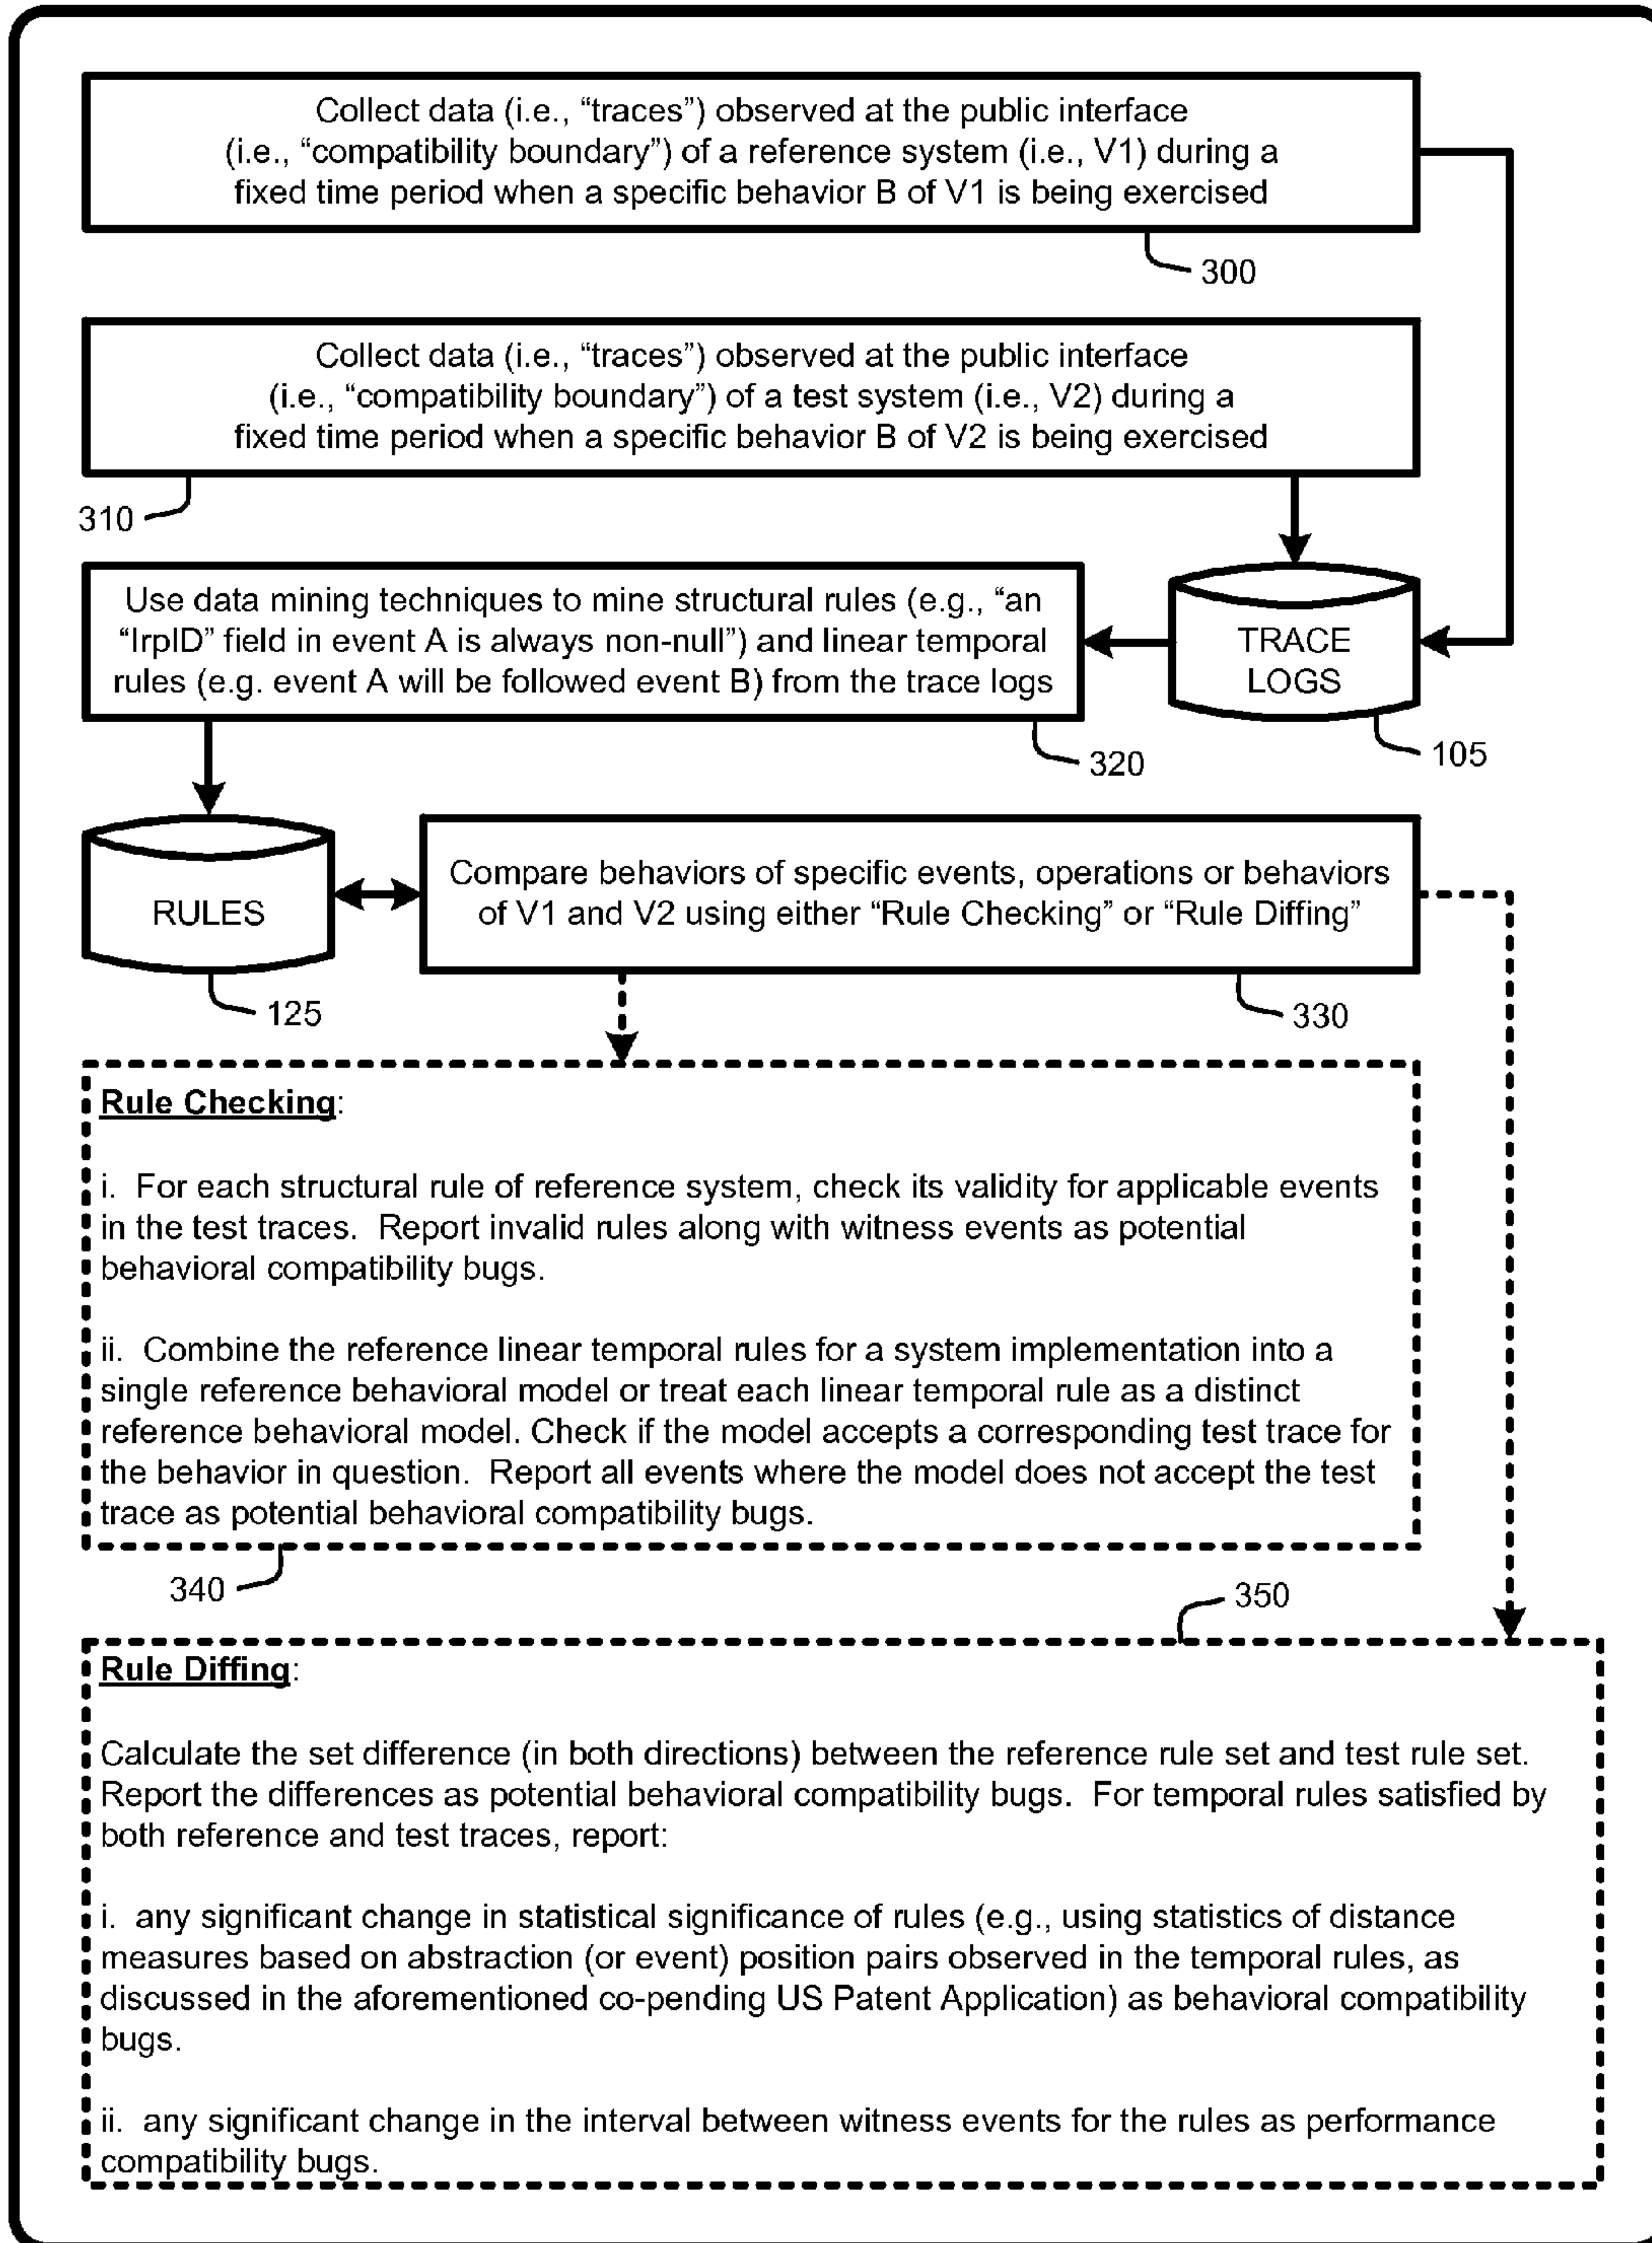 Collect data (i.e., “traces”) observed at the public interface
(i.e., “compatibility boundary”) of a reference system (i.e., V1) during a
fixed time period when a specific behavior B of V1 is being exercised
300
Collect data (i.e., “traces”) observed at the public interface
(i.e., “compatibility boundary”) of a test system (i.e., V2) during a
fixed time period when a specific behavior B of V2 is being exercised
310
Use data mining techniques to mine structural rules (e.g., “an
“IrpID” field in event A is always non-null”) and linear temporal
rules (e.g. event A will be followed event B) from the trace logs
320
TRACE
LOGS
105
RULES
125
Compare behaviors of specific events, operations or behaviors
of V1 and V2 using either “Rule Checking” or “Rule Diffing”
330
Rule Checking:
i. For each structural rule of reference system, check its validity for applicable events
in the test traces. Report invalid rules along with witness events as potential
behavioral compatibility bugs.
ii. Combine the reference linear temporal rules for a system implementation into a
single reference behavioral model or treat each linear temporal rule as a distinct
reference behavioral model. Check if the model accepts a corresponding test trace for
the behavior in question. Report all events where the model does not accept the test
trace as potential behavioral compatibility bugs.
340
350
Rule Diffing:
Calculate the set difference (in both directions) between the reference rule set and test rule set.
Report the differences as potential behavioral compatibility bugs. For temporal rules satisfied by
both reference and test traces, report:
i. any significant change in statistical significance of rules (e.g., using statistics of distance
measures based on abstraction (or event) position pairs observed in the temporal rules, as
discussed in the aforementioned co-pending US Patent Application) as behavioral compatibility
bugs.
ii. any significant change in the interval between witness events for the rules as performance
compatibility bugs.